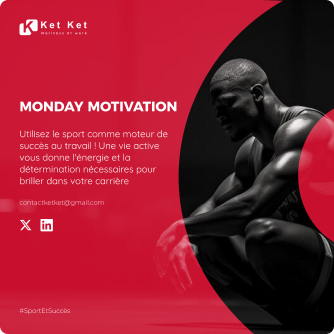 Ket Ket
Wellness at work
MONDAY MOTIVATION
Utilisez le sport comme moteur de
succès au travail ! Une vie active
vous donne l'énergie et la
détermination nécessaires pour
briller dans votre carrière
contactketket@gmail.com
#SportEtSuccès